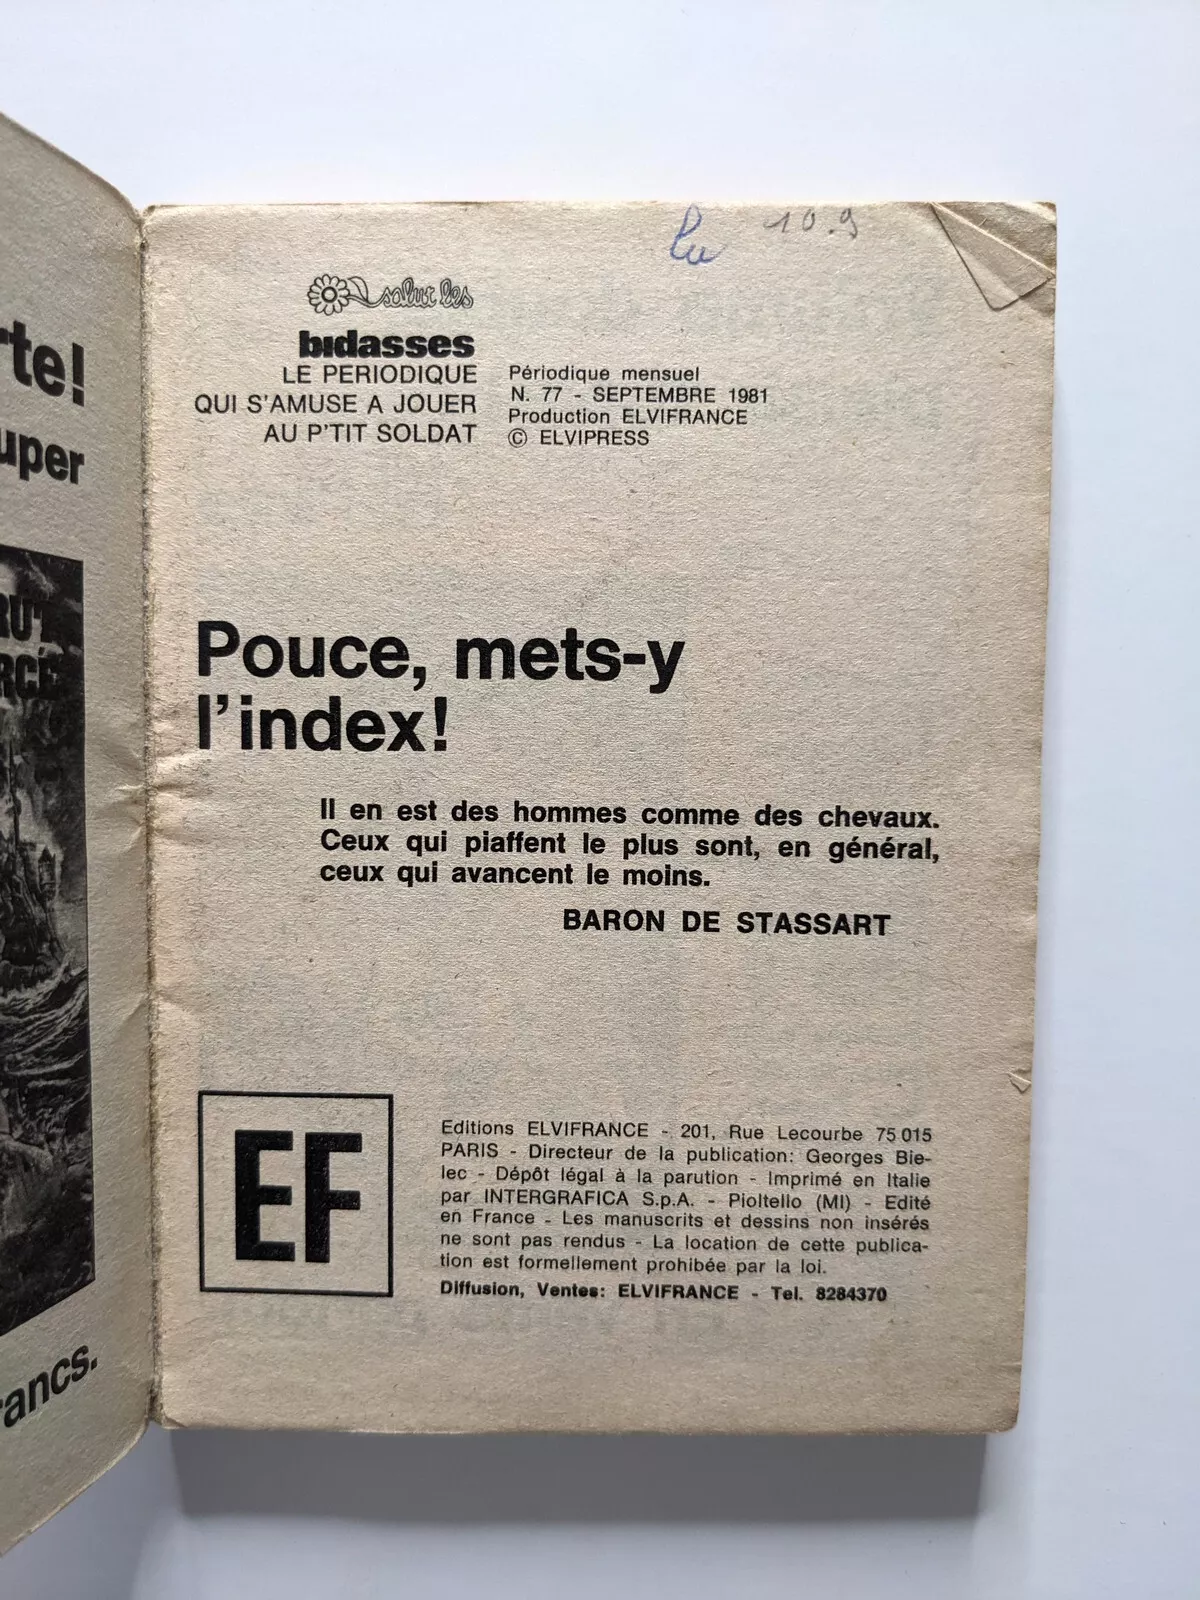 rte!
uper
RUT
RCÉ
rancs.
lu 10.9
salut les
bidasses
LE PERIODIQUE
QUI S'AMUSE A JOUER
AU P'TIT SOLDAT
Périodique mensuel
N. 77 - SEPTEMBRE 1981
Production ELVIFRANCE
© ELVIPRESS
Pouce, mets-y
l'index!
Il en est des hommes comme des chevaux.
Ceux qui piaffent le plus sont, en général,
ceux qui avancent le moins.
BARON DE STASSART
EF
Editions ELVIFRANCE - 201, Rue Lecourbe 75 015
PARIS - Directeur de la publication: Georges Bie-
lec - Dépôt légal à la parution - Imprimé en Italie
par INTERGRAFICA S.p.A. - Pioltello (MI) - Edité
en France - Les manuscrits et dessins non insérés
ne sont pas rendus - La location de cette publica-
tion est formellement prohibée par la loi.
Diffusion, Ventes: ELVIFRANCE - Tel. 8284370